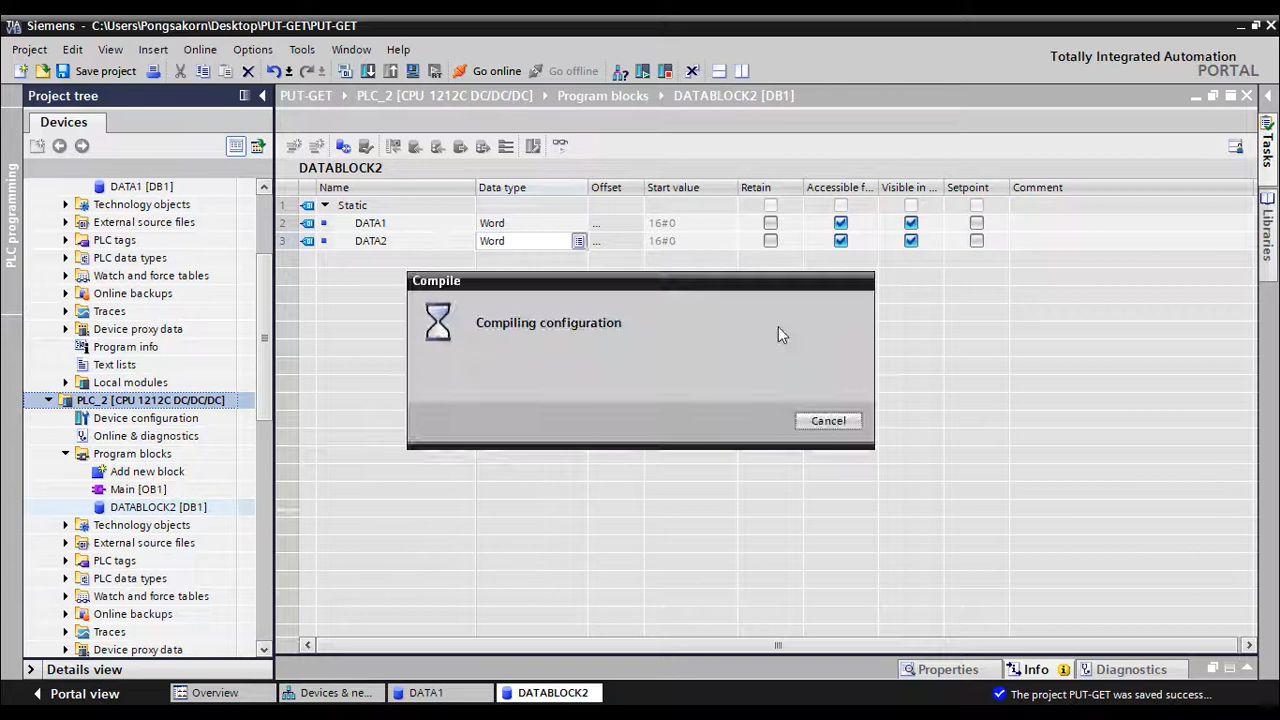 TIA V13 Siemens - C:\Users\Pongsakorn\Desktop\PUT-GET\PUT-GET
Project Edit View Insert Online Options Tools Window Help
Totally Integrated Automation
PORTAL
Save project Go online Go offline
Project tree
PUT-GET PLC_2 [CPU 1212C DC/DC/DC] Program blocks DATABLOCK2 [DB1]
Devices
PLC programming
DATABLOCK2
Name Data type Offset Start value Retain Accessible f... Visible in ... Setpoint Comment
1 Static
2 DATA1 Word ... 16#0
3 DATA2 Word ... 16#0
DATA1 [DB1]
Technology objects
External source files
PLC tags
PLC data types
Watch and force tables
Online backups
Traces
Device proxy data
Program info
Text lists
Local modules
PLC_2 [CPU 1212C DC/DC/DC]
Device configuration
Online & diagnostics
Program blocks
Add new block
Main [OB1]
DATABLOCK2 [DB1]
Technology objects
External source files
PLC tags
PLC data types
Watch and force tables
Online backups
Traces
Device proxy data
Compile
Compiling configuration
Cancel
Tasks
Libraries
Details view
Properties Info Diagnostics
Portal view Overview Devices & ne... DATA1 DATABLOCK2 The project PUT-GET was saved success...